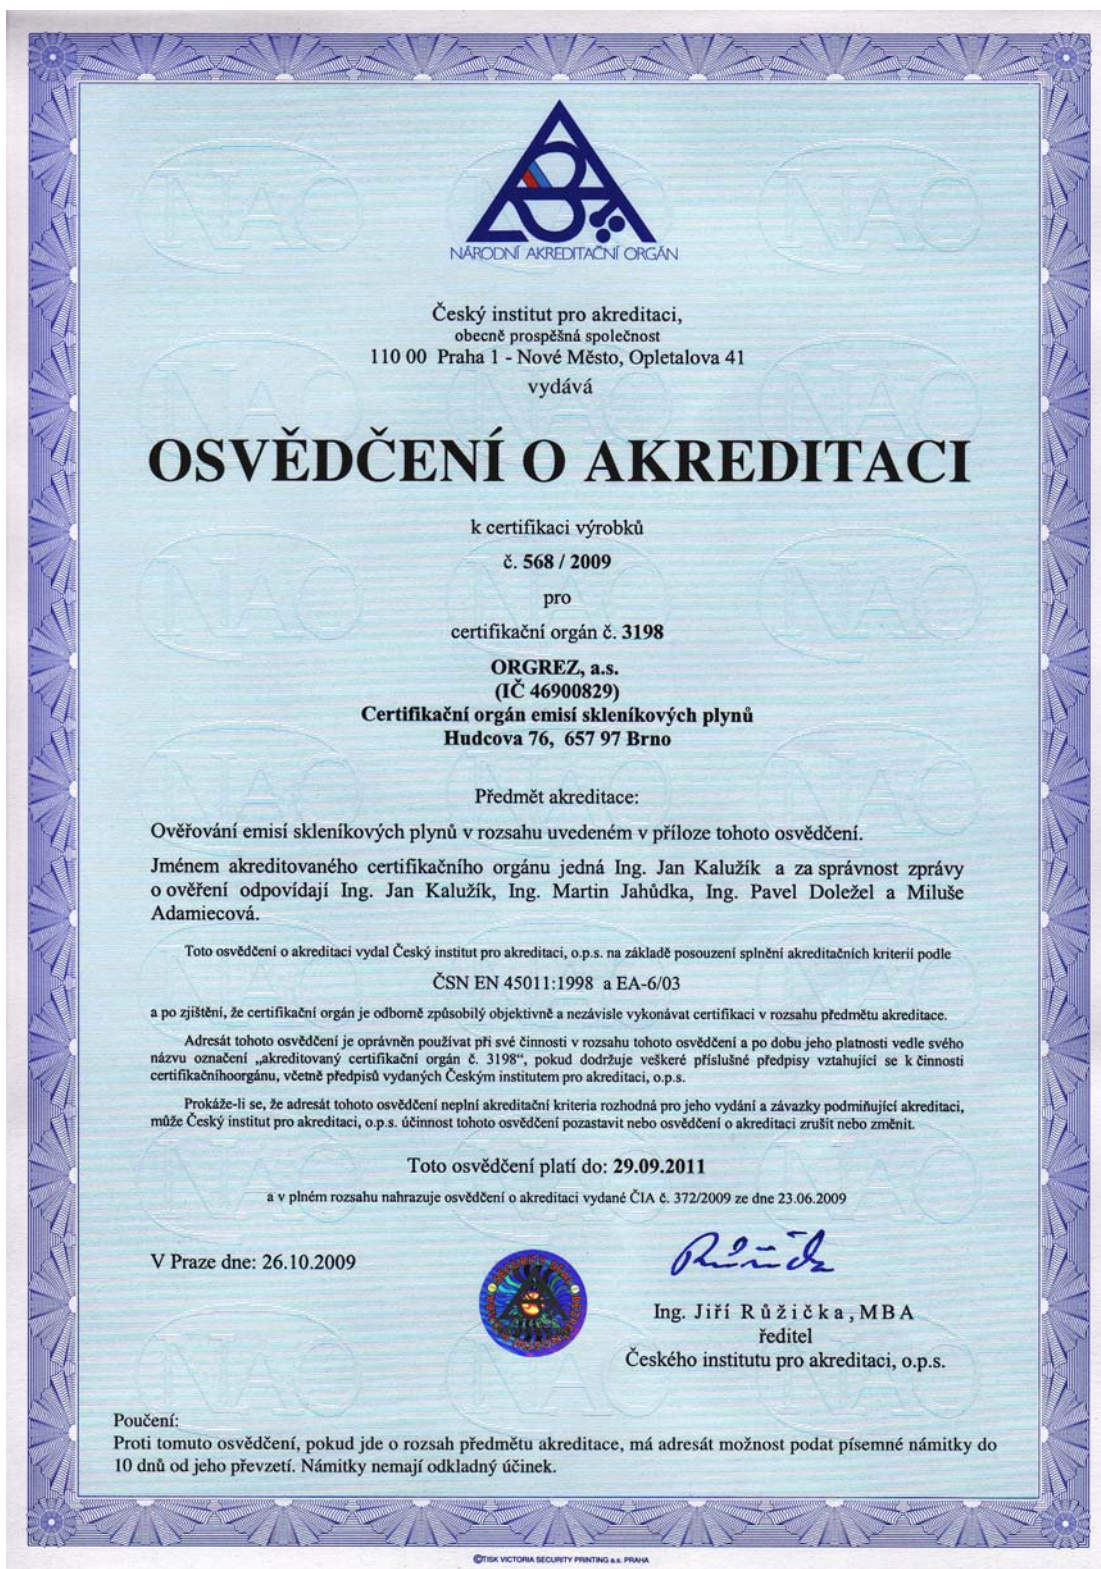 NÁRODNÍ AKREDITAČNÍ ORGÁN
Český institut pro akreditaci,
obecně prospěšná společnost
110 00 Praha 1 - Nové Město, Opletalova 41
vydává
OSVĚDČENÍ O AKREDITACI
k certifikaci výrobků
č. 568 / 2009
pro
certifikační orgán č. 3198
ORGREZ, a.s.
(IČ 46900829)
Certifikační orgán emisí skleníkových plynů
Hudcova 76, 657 97 Brno
Předmět akreditace:
Ověřování emisí skleníkových plynů v rozsahu uvedeném v příloze tohoto osvědčení.
Jménem akreditovaného certifikačního orgánu jedná Ing. Jan Kalužík a za správnost zprávy
o ověření odpovídají Ing. Jan Kalužík, Ing. Martin Jahůdka, Ing. Pavel Doležel a Miluše
Adamiecová.
Toto osvědčení o akreditaci vydal Český institut pro akreditaci, o.p.s. na základě posouzení splnění akreditačních kriterií podle
ČSN EN 45011:1998 a EA-6/03
a po zjištění, že certifikační orgán je odborně způsobilý objektivně a nezávisle vykonávat certifikaci v rozsahu předmětu akreditace.
Adresát tohoto osvědčení je oprávněn používat při své činnosti v rozsahu tohoto osvědčení a po dobu jeho platnosti vedle svého
názvu označení „akreditovaný certifikační orgán č. 3198“, pokud dodržuje veškeré příslušné předpisy vztahující se k činnosti
certifikačníhoorgánu, včetně předpisů vydaných Českým institutem pro akreditaci, o.p.s.
Prokáže-li se, že adresát tohoto osvědčení neplní akreditační kriteria rozhodná pro jeho vydání a závazky podmiňující akreditaci,
může Český institut pro akreditaci, o.p.s. účinnost tohoto osvědčení pozastavit nebo osvědčení o akreditaci zrušit nebo změnit.
Toto osvědčení platí do: 29.09.2011
a v plném rozsahu nahrazuje osvědčení o akreditaci vydané ČIA č. 372/2009 ze dne 23.06.2009
V Praze dne: 26.10.2009
Ing. Jiří Růžička, MBA
ředitel
Českého institutu pro akreditaci, o.p.s.
Poučení:
Proti tomuto osvědčení, pokud jde o rozsah předmětu akreditace, má adresát možnost podat písemné námitky do
10 dnů od jeho převzetí. Námitky nemají odkladný účinek.
©TISK VICTORIA SECURITY PRINTING a.s. PRAHA